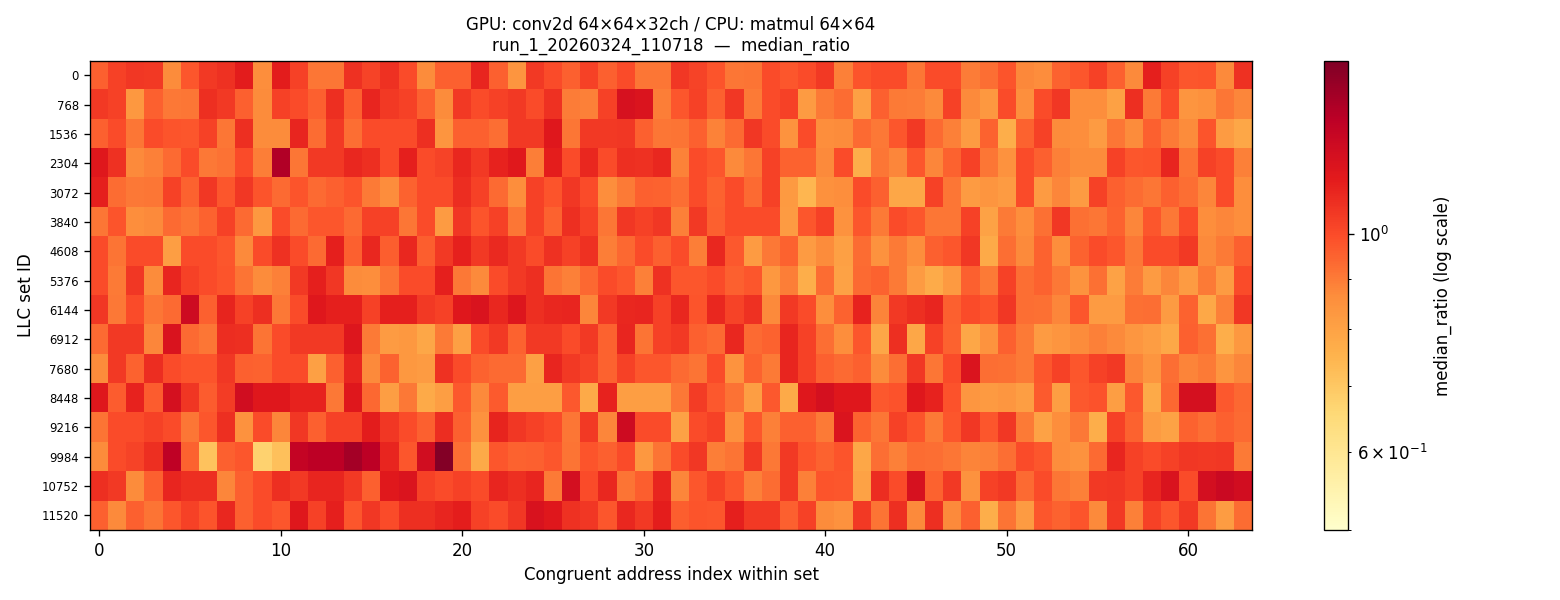 GPU: conv2d 64×64×32ch / CPU: matmul 64×64
run_1_20260324_110718 — median_ratio
LLC set ID
0
768
1536
2304
3072
3840
4608
5376
6144
6912
7680
8448
9216
9984
10752
11520
0 10 20 30 40 50 60
Congruent address index within set
10⁰
6 × 10⁻¹
median_ratio (log scale)